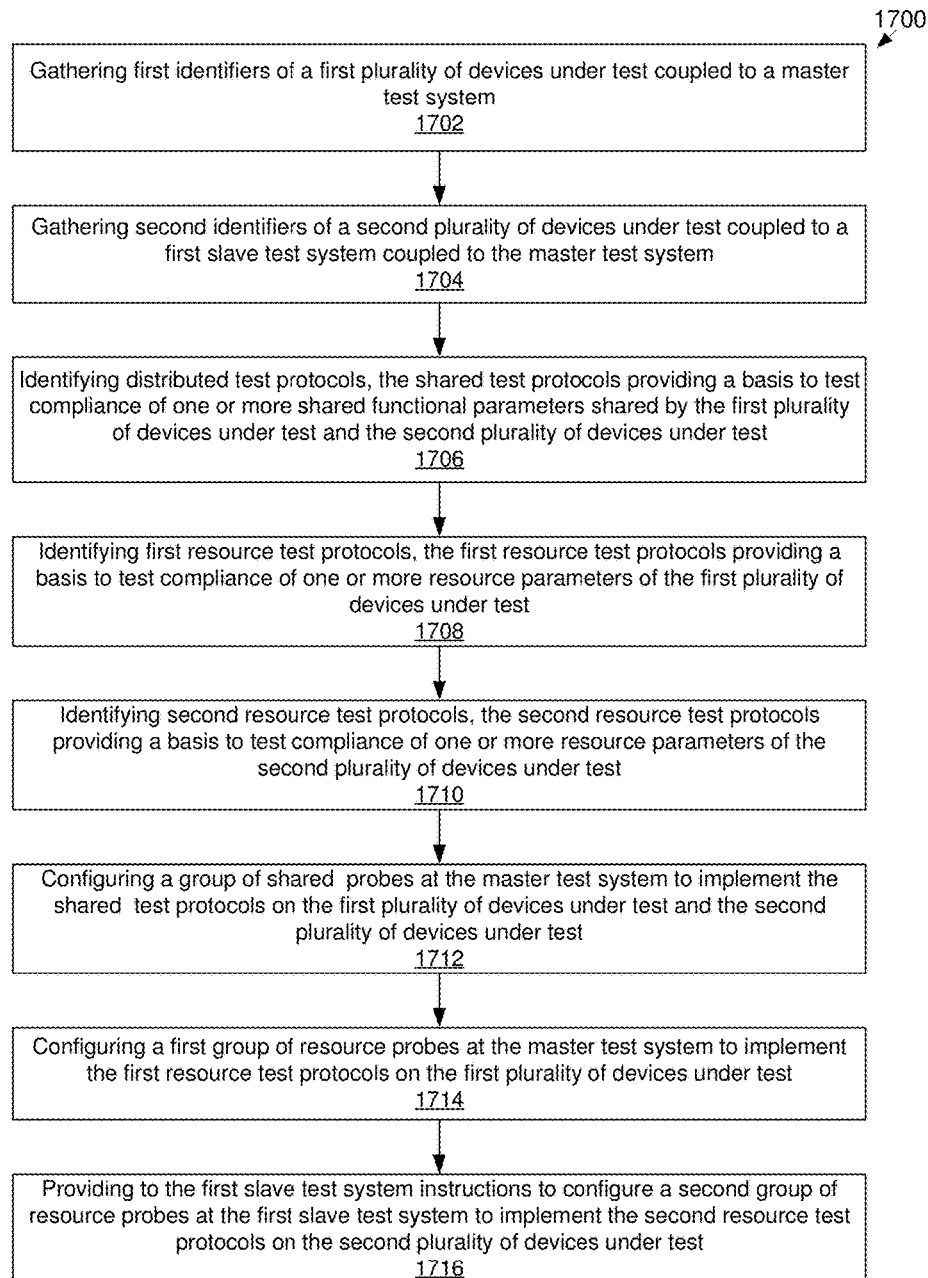 1700
Gathering first identifiers of a first plurality of devices under test coupled to a master
test system
1702
Gathering second identifiers of a second plurality of devices under test coupled to a
first slave test system coupled to the master test system
1704
Identifying distributed test protocols, the shared test protocols providing a basis to test
compliance of one or more shared functional parameters shared by the first plurality
of devices under test and the second plurality of devices under test
1706
Identifying first resource test protocols, the first resource test protocols providing a
basis to test compliance of one or more resource parameters of the first plurality of
devices under test
1708
Identifying second resource test protocols, the second resource test protocols
providing a basis to test compliance of one or more resource parameters of the
second plurality of devices under test
1710
Configuring a group of shared probes at the master test system to implement the
shared test protocols on the first plurality of devices under test and the second
plurality of devices under test
1712
Configuring a first group of resource probes at the master test system to implement
the first resource test protocols on the first plurality of devices under test
1714
Providing to the first slave test system instructions to configure a second group of
resource probes at the first slave test system to implement the second resource test
protocols on the second plurality of devices under test
1716